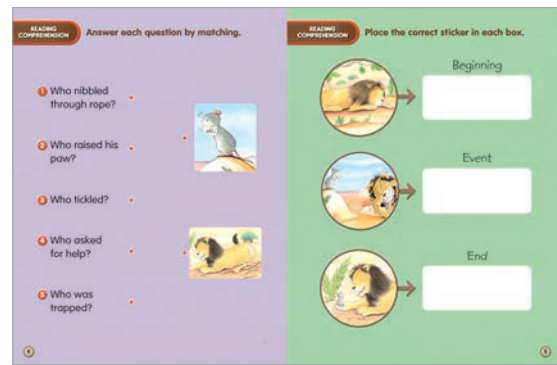 READING
COMPREHENSION
Answer each question by matching.
1 Who nibbled
through rope?
2 Who raised his
paw?
3 Who tickled?
4 Who asked
for help?
5 Who was
trapped?
4
READING
COMPREHENSION
Place the correct sticker in each box.
Beginning
Event
End
5